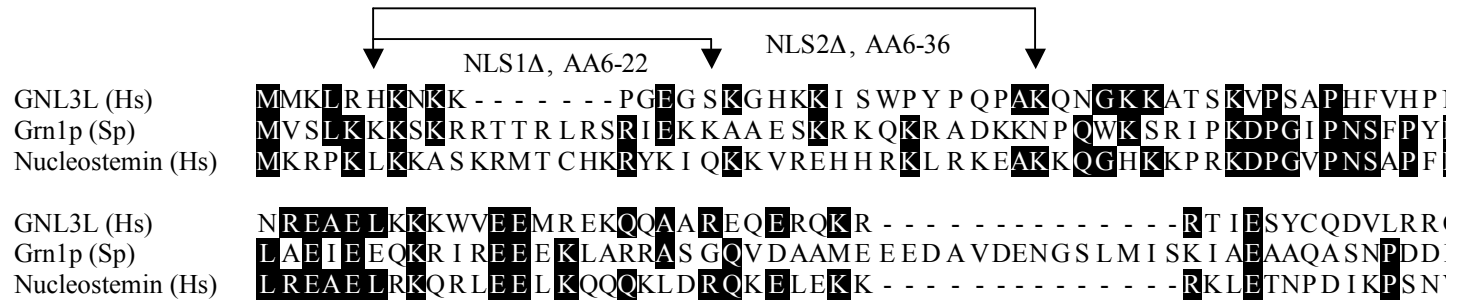 NLS2Δ, AA6-36
NLS1Δ, AA6-22
GNL3L (Hs) MMKLRHKNKK-------PGEGSKGHKKISWPYPQPAKQNGKKATSKVPSAPHFVHP
Grn1p (Sp) MVSLKKKSKRRTTRLRSRIEKKAAESKRKQKRADKKNPQWKSRIPKDPGIPNSFPY
Nucleostemin (Hs) MKRPKLKKASKRMTCHKRYKIQKKVREHHRKLRKEAKKQGHKKPRKDPGVPNSAPF
GNL3L (Hs) NREAELKKKWVEEMREKQQAAREQERQKR---------------RTIESYCQDVLRR
Grn1p (Sp) LAEIEEQKRIREEEEKLARRASGQVDAAMEEEDAVDENGSLMISKIAEAAQASNPDD
Nucleostemin (Hs) LREAELRKQRLEELKQQQKLDRQKELEKK---------------RKLETNPDIKPSN